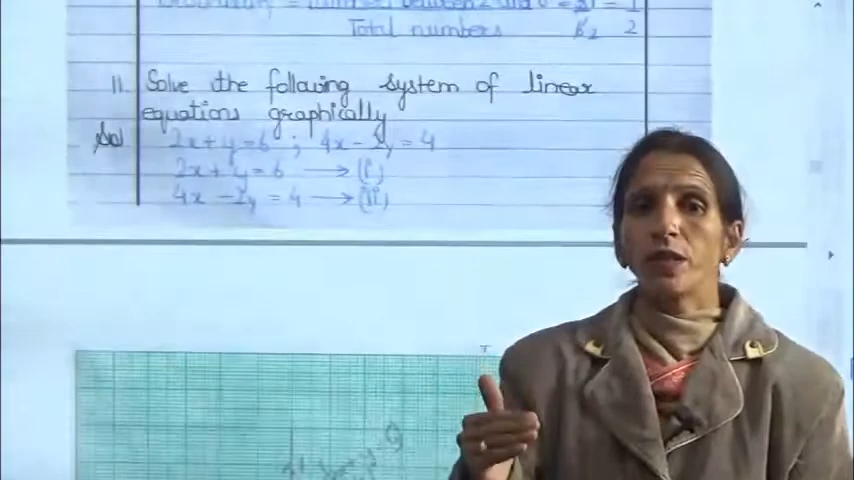 Total numbers 2
11. Solve the following system of linear
equations graphically
Sol 2x+y=6 ; 4x-2y=4
2x+y=6 → (i)
4x-2y=4 → (ii)